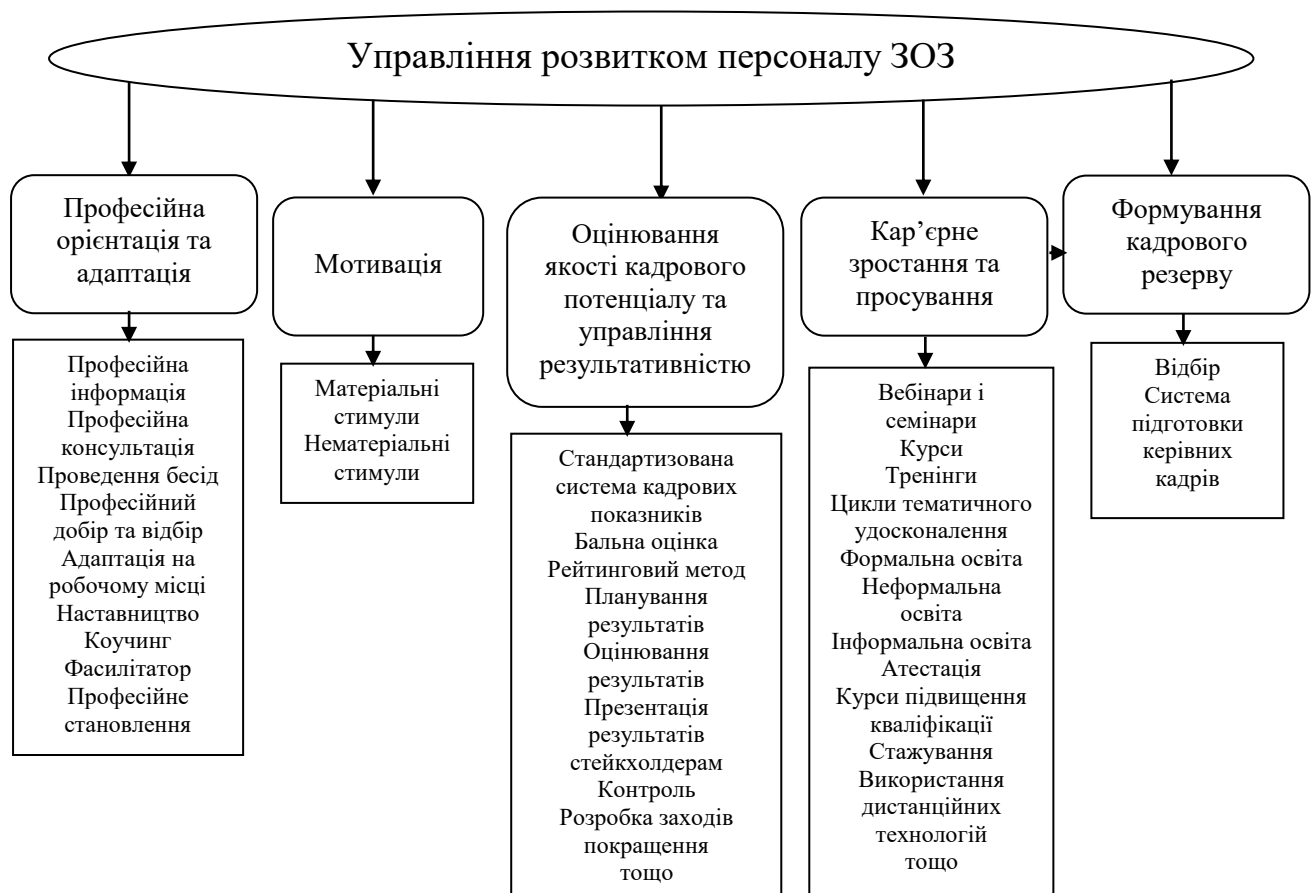 Управління розвитком персоналу ЗОЗ
Професійна
орієнтація та
адаптація
Мотивація
Оцінювання
якості кадрового
потенціалу та
управління
результативністю
Кар’єрне
зростання та
просування
Формування
кадрового
резерву
Професійна
інформація
Професійна
консультація
Проведення бесід
Професійний
добір та відбір
Адаптація на
робочому місці
Наставництво
Коучинг
Фасилітатор
Професійне
становлення
Матеріальні
стимули
Нематеріальні
стимули
Стандартизована
система кадрових
показників
Бальна оцінка
Рейтинговий метод
Планування
результатів
Оцінювання
результатів
Презентація
результатів
стейкхолдерам
Контроль
Розробка заходів
покращення
тощо
Вебінари і
семінари
Курси
Тренінги
Цикли тематичного
удосконалення
Формальна освіта
Неформальна
освіта
Інформальна освіта
Атестація
Курси підвищення
кваліфікації
Стажування
Використання
дистанційних
технологій
тощо
Відбір
Система
підготовки
керівних
кадрів